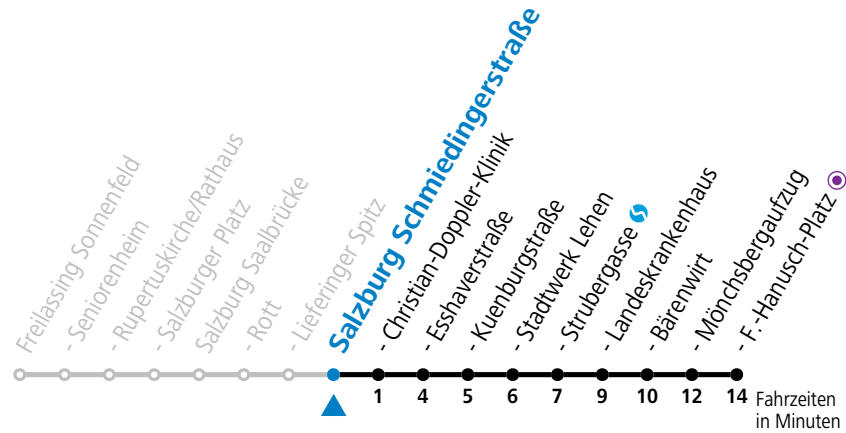 Freilassing Sonnenfeld
- Seniorenheim
- Rupertuskirche/Rathaus
- Salzburger Platz
Salzburg Saalbrücke
- Rott
- Lieferinger Spitz
Salzburg Schmiedingerstraße
- Christian-Doppler-Klinik
- Esshaverstraße
- Kuenburgstraße
- Stadtwerk Lehen
- Strubergasse
- Landeskrankenhaus
- Bärenwirt
- Mönchsbergaufzug
- F.-Hanusch-Platz
1 4 5 6 7 9 10 12 14 Fahrzeiten
in Minuten